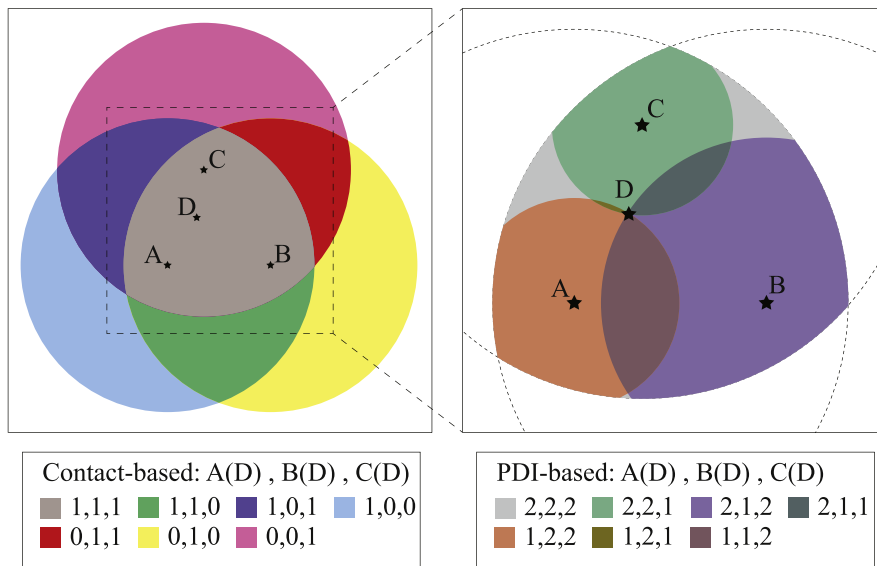 C
D
A
B
C
D
A
B
Contact-based: A(D) , B(D) , C(D)
1,1,1 1,1,0 1,0,1 1,0,0
0,1,1 0,1,0 0,0,1
PDI-based: A(D) , B(D) , C(D)
2,2,2 2,2,1 2,1,2 2,1,1
1,2,2 1,2,1 1,1,2